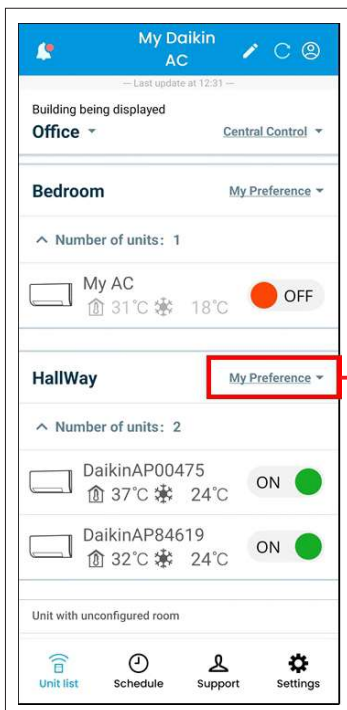 My Daikin
AC
--- Last update at 12:31 ---
Building being displayed
Office
Central Control
Bedroom
My Preference
Number of units: 1
My AC
31°C 18°C
OFF
HallWay
My Preference
Number of units: 2
DaikinAP00475
37°C 24°C
ON
DaikinAP84619
32°C 24°C
ON
Unit with unconfigured room
Unit list Schedule Support Settings